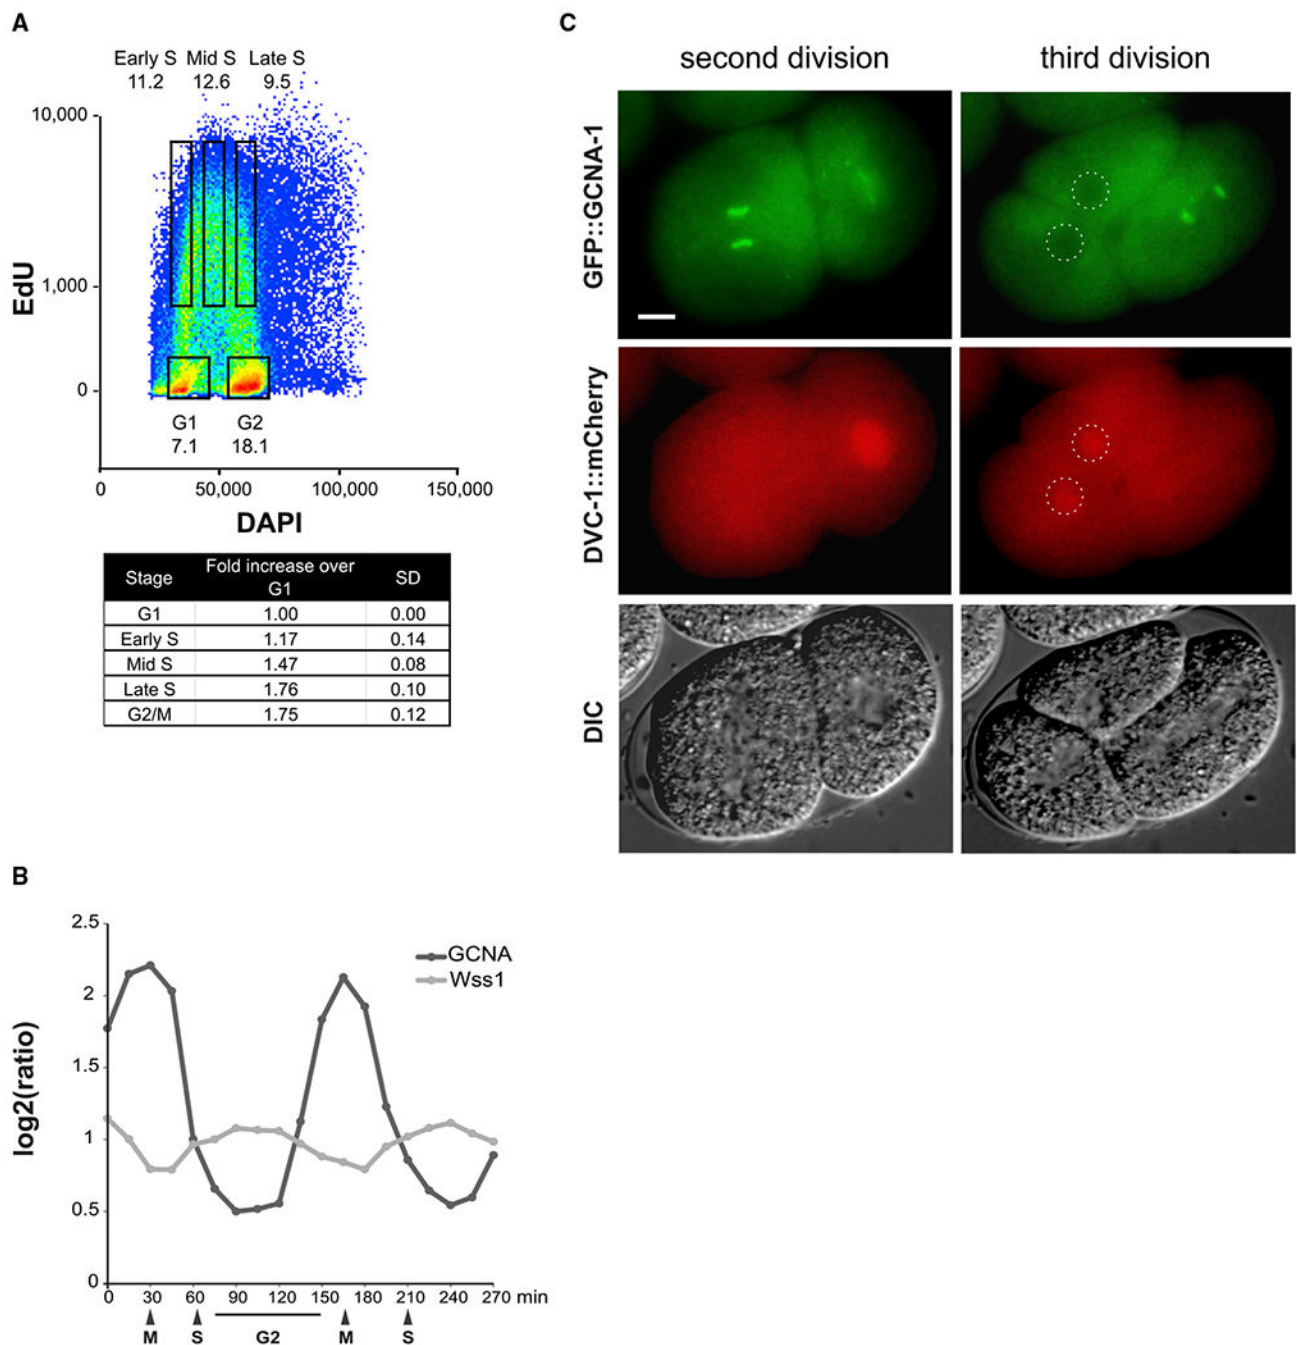 A
Early S Mid S Late S
11.2 12.6 9.5
10,000
1,000
0
EdU
G1 G2
7.1 18.1
0 50,000 100,000 150,000
DAPI
Stage Fold increase over G1 SD
G1 1.00 0.00
Early S 1.17 0.14
Mid S 1.47 0.08
Late S 1.76 0.10
G2/M 1.75 0.12
B
2.5
2
1.5
1
0.5
0
log2(ratio)
GCNA
Wss1
0 30 60 90 120 150 180 210 240 270 min
M S G2 M S
C
second division third division
GFP::GCNA-1
DVC-1::mCherry
DIC